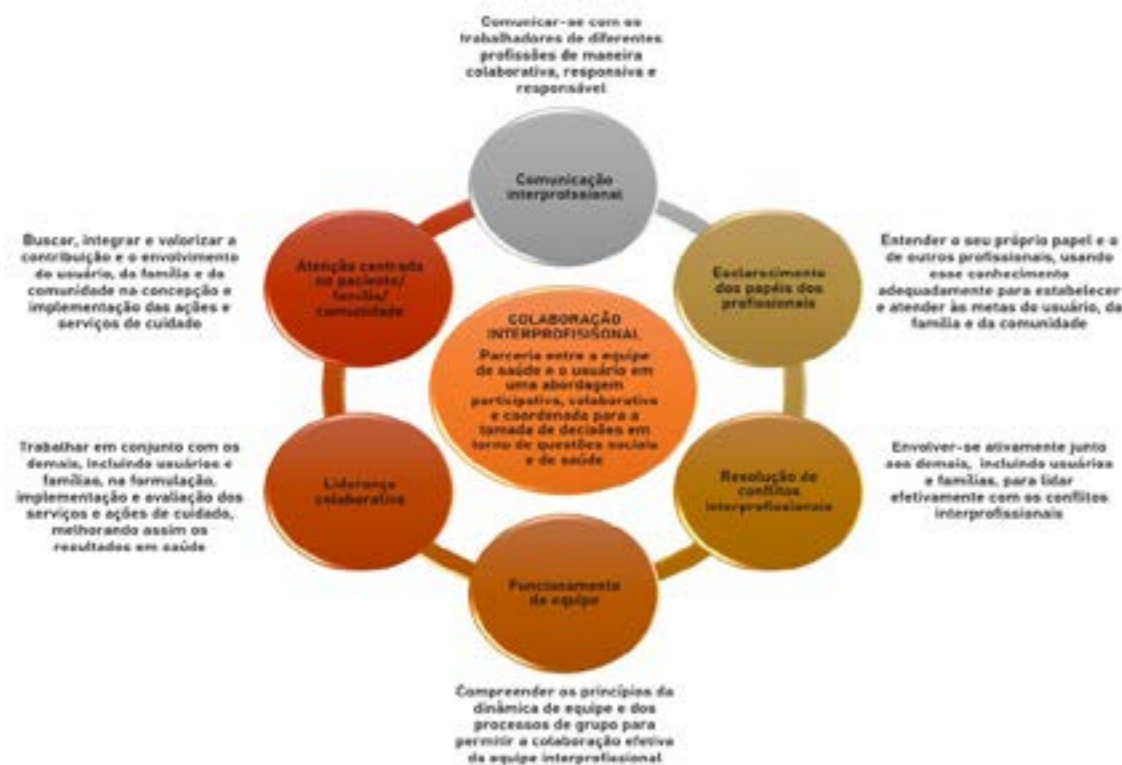 Comunicar-se com os
trabalhadores de diferentes
profissões de maneira
colaborativa, responsiva e
responsável
Comunicação
interprofissional
Esclarecimento
dos papéis dos
profissionais
Entender o seu próprio papel e o
de outros profissionais, usando
esse conhecimento
adequadamente para estabelecer
e atender às metas do usuário, da
família e da comunidade
Resolução de
conflitos
interprofissionais
Envolver-se ativamente junto
aos demais, incluindo usuários
e famílias, para lidar
efetivamente com os conflitos
interprofissionais
Funcionamento
da equipe
Compreender os princípios da
dinâmica de equipe e dos
processos de grupo para
permitir a colaboração efetiva
da equipe interprofissional
Liderança
colaborativa
Trabalhar em conjunto com os
demais, incluindo usuários e
famílias, na formulação,
implementação e avaliação dos
serviços e ações de cuidado,
melhorando assim os
resultados em saúde
Atenção centrada
no paciente/
família/
comunidade
Buscar, integrar e valorizar a
contribuição e o envolvimento
do usuário, da família e da
comunidade na concepção e
implementação das ações e
serviços de cuidado
COLABORAÇÃO
INTERPROFISISONAL
Parceria entre a equipe
de saúde e o usuário em
uma abordagem
participativa, colaborativa
e coordenada para a
tomada de decisões em
torno de questões sociais
e de saúde